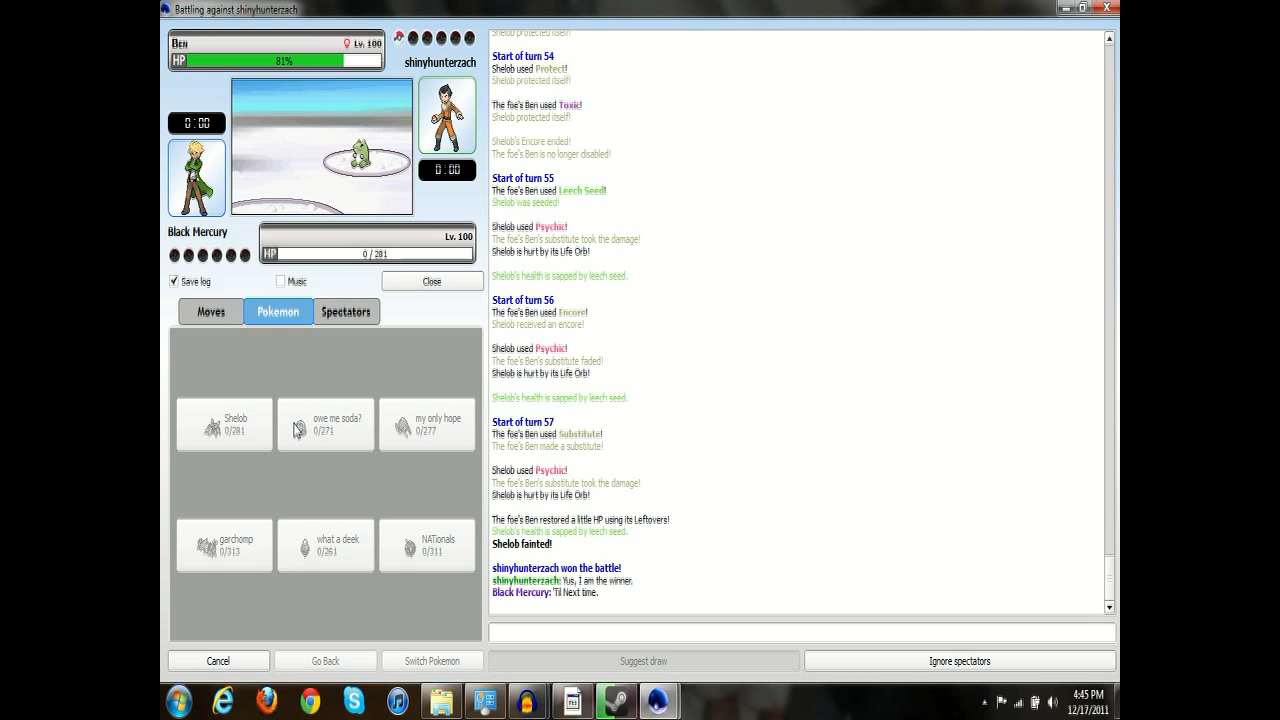 Battling against shinyhunterzach
Ben
Lv. 100
HP
81%
shinyhunterzach
0:00
0:00
Black Mercury
Lv. 100
HP
0 / 281
Save log
Music
Close
Moves
Pokemon
Spectators
Shelob
0/281
owe me soda?
0/271
my only hope
0/277
garchomp
0/313
what a deek
0/261
NATionals
0/311
Cancel
Go Back
Switch Pokemon
Shelob protected itself!
Start of turn 54
Shelob used Protect!
Shelob protected itself!
The foe's Ben used Toxic!
Shelob protected itself!
Shelob's Encore ended!
The foe's Ben is no longer disabled!
Start of turn 55
The foe's Ben used Leech Seed!
Shelob was seeded!
Shelob used Psychic!
The foe's Ben's substitute took the damage!
Shelob is hurt by its Life Orb!
Shelob's health is sapped by leech seed.
Start of turn 56
The foe's Ben used Encore!
Shelob received an encore!
Shelob used Psychic!
The foe's Ben's substitute faded!
Shelob is hurt by its Life Orb!
Shelob's health is sapped by leech seed.
Start of turn 57
The foe's Ben used Substitute!
The foe's Ben made a substitute!
Shelob used Psychic!
The foe's Ben's substitute took the damage!
Shelob is hurt by its Life Orb!
The foe's Ben restored a little HP using its Leftovers!
Shelob's health is sapped by leech seed.
Shelob fainted!
shinyhunterzach won the battle!
shinyhunterzach: Yus, I am the winner.
Black Mercury: 'Til Next time.
Suggest draw
Ignore spectators
4:45 PM
12/17/2011